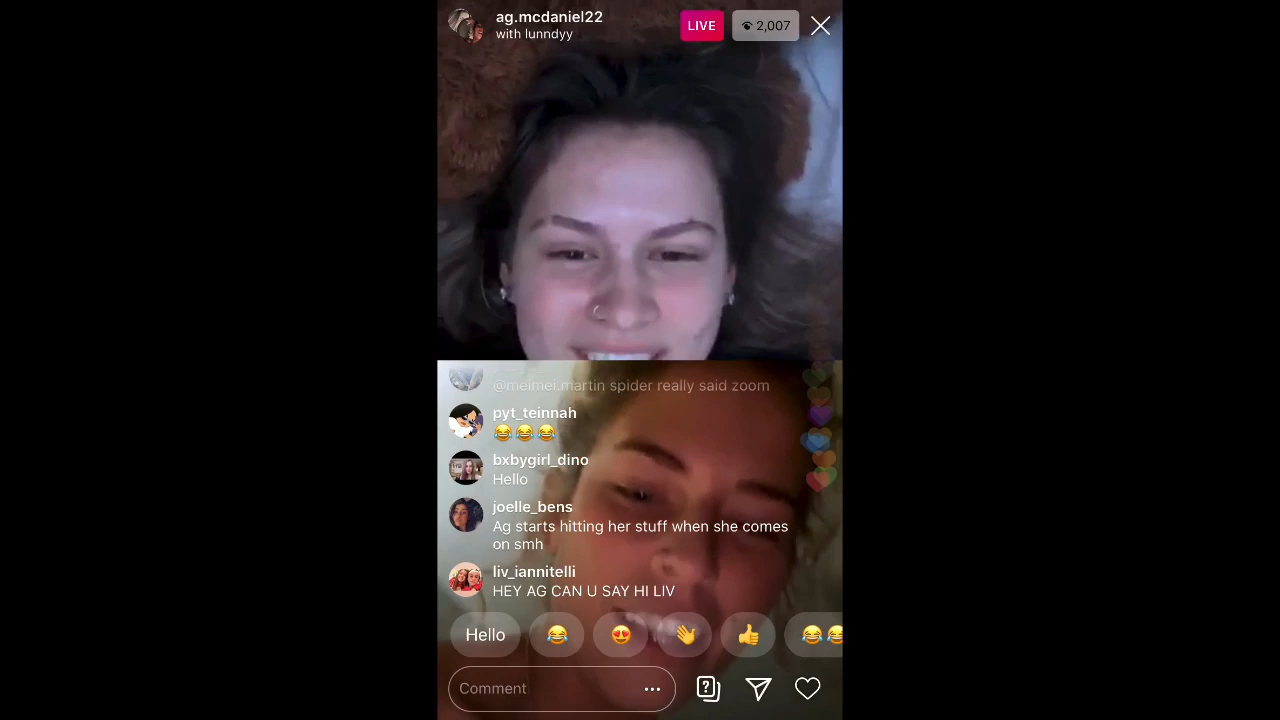 ag.mcdaniel22
with lunndyy
LIVE
2,007
@meimei.martin spider really said zoom
pyt_teinnah
😂😂😂
bxbygirl_dino
Hello
joelle_bens
Ag starts hitting her stuff when she comes
on smh
liv_iannitelli
HEY AG CAN U SAY HI LIV
Hello
Comment